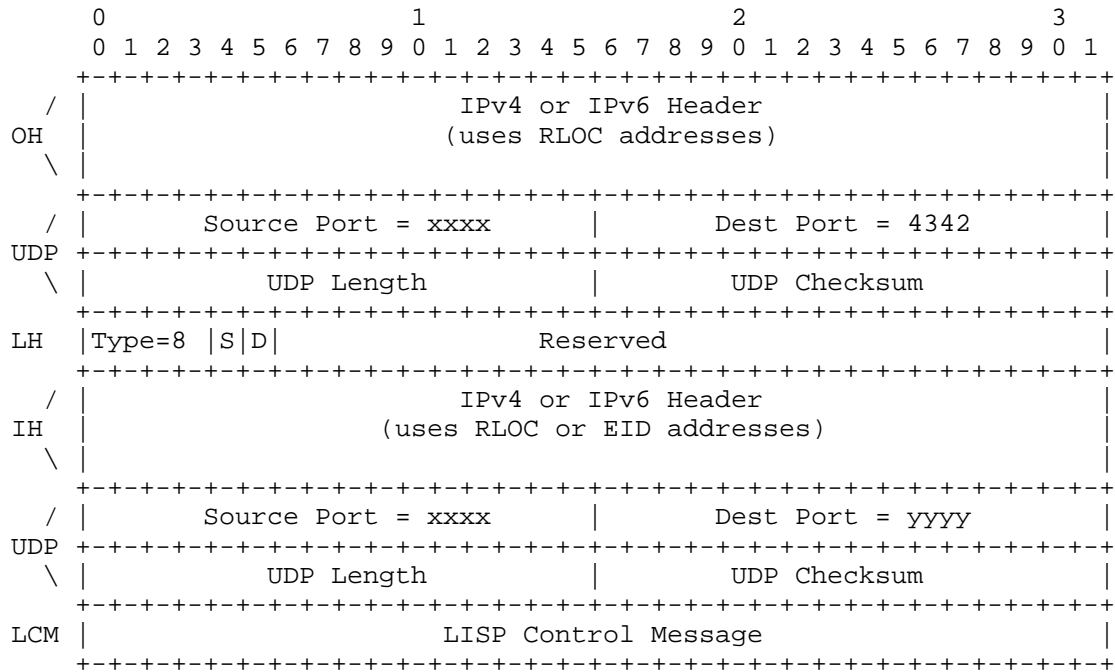 0                   1                   2                   3
 0 1 2 3 4 5 6 7 8 9 0 1 2 3 4 5 6 7 8 9 0 1 2 3 4 5 6 7 8 9 0 1
+-+-+-+-+-+-+-+-+-+-+-+-+-+-+-+-+-+-+-+-+-+-+-+-+-+-+-+-+-+-+-+-+
/ | IPv4 or IPv6 Header |
OH | (uses RLOC addresses) |
\ | |
+-+-+-+-+-+-+-+-+-+-+-+-+-+-+-+-+-+-+-+-+-+-+-+-+-+-+-+-+-+-+-+-+
/ | Source Port = xxxx | Dest Port = 4342 |
UDP +-+-+-+-+-+-+-+-+-+-+-+-+-+-+-+-+-+-+-+-+-+-+-+-+-+-+-+-+-+-+-+-+
\ | UDP Length | UDP Checksum |
+-+-+-+-+-+-+-+-+-+-+-+-+-+-+-+-+-+-+-+-+-+-+-+-+-+-+-+-+-+-+-+-+
LH |Type=8 |S|D| Reserved |
+-+-+-+-+-+-+-+-+-+-+-+-+-+-+-+-+-+-+-+-+-+-+-+-+-+-+-+-+-+-+-+-+
/ | IPv4 or IPv6 Header |
IH | (uses RLOC or EID addresses) |
\ | |
+-+-+-+-+-+-+-+-+-+-+-+-+-+-+-+-+-+-+-+-+-+-+-+-+-+-+-+-+-+-+-+-+
/ | Source Port = xxxx | Dest Port = yyyy |
UDP +-+-+-+-+-+-+-+-+-+-+-+-+-+-+-+-+-+-+-+-+-+-+-+-+-+-+-+-+-+-+-+-+
\ | UDP Length | UDP Checksum |
+-+-+-+-+-+-+-+-+-+-+-+-+-+-+-+-+-+-+-+-+-+-+-+-+-+-+-+-+-+-+-+-+
LCM | LISP Control Message |
+-+-+-+-+-+-+-+-+-+-+-+-+-+-+-+-+-+-+-+-+-+-+-+-+-+-+-+-+-+-+-+-+